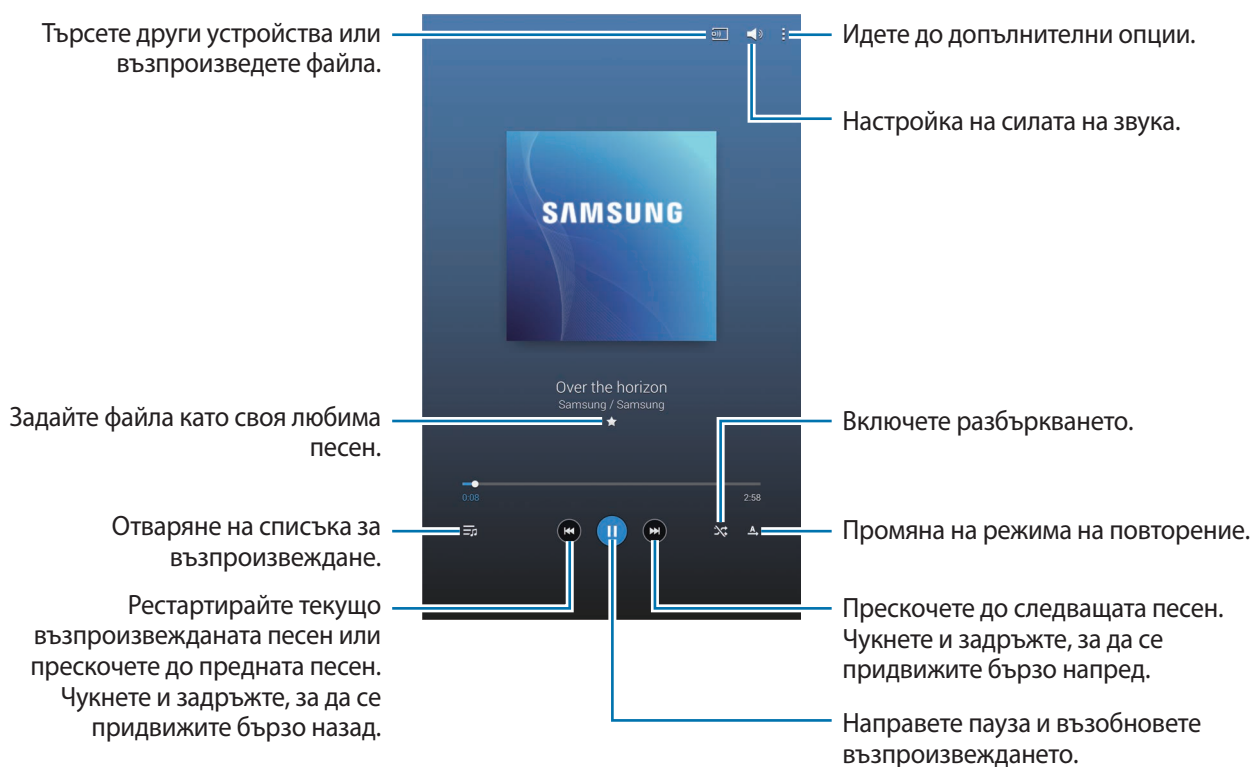 Търсете други устройства или
възпроизведете файла.
Идете до допълнителни опции.
Настройка на силата на звука.
SAMSUNG
Over the horizon
Samsung / Samsung
Задайте файла като своя любима
песен.
Включете разбъркването.
0:08
2:58
Отваряне на списъка за
възпроизвеждане.
A
Промяна на режима на повторение.
Рестартирайте текущо
възпроизвежданата песен или
прескочете до предната песен.
Чукнете и задръжте, за да се
придвижите бързо назад.
Прескочете до следващата песен.
Чукнете и задръжте, за да се
придвижите бързо напред.
Направете пауза и възобновете
възпроизвеждането.